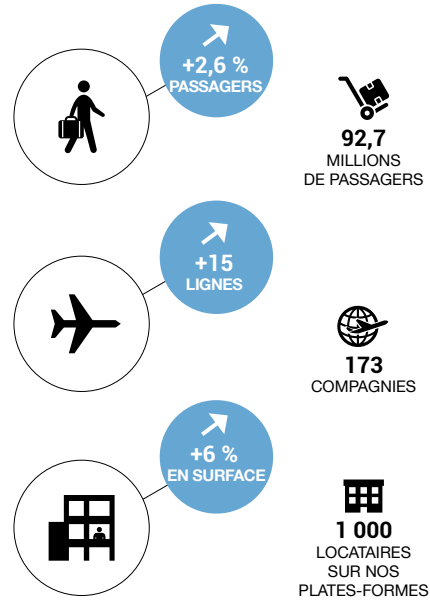 +2,6 %
PASSAGERS
92,7
MILLIONS
DE PASSAGERS
+15
LIGNES
173
COMPAGNIES
+6 %
EN SURFACE
1 000
LOCATAIRES
SUR NOS
PLATES-FORMES